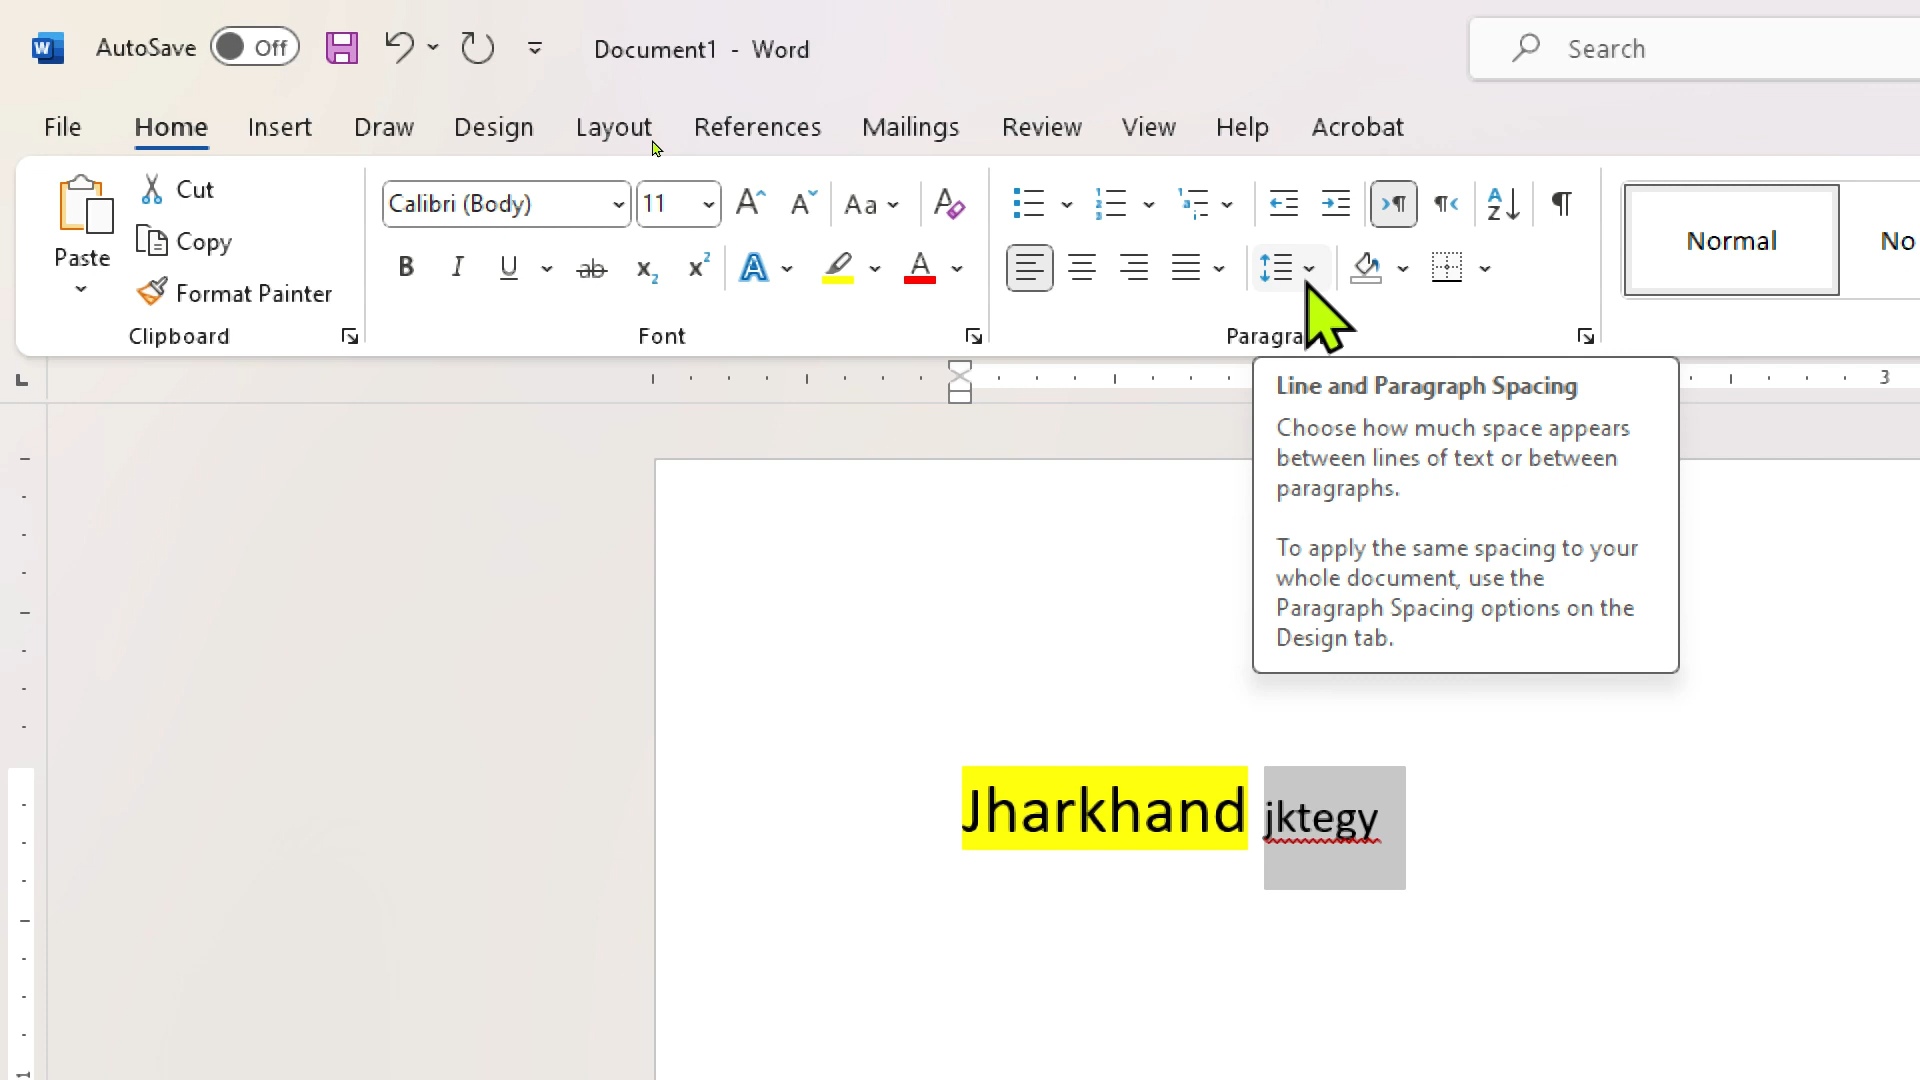 AutoSave Off Document1 - Word Search
File Home Insert Draw Design Layout References Mailings Review View Help Acrobat
Paste
Cut
Copy
Format Painter
Clipboard
Calibri (Body) 11
Font
Paragra
Normal
No
3
Line and Paragraph Spacing
Choose how much space appears
between lines of text or between
paragraphs.
To apply the same spacing to your
whole document, use the
Paragraph Spacing options on the
Design tab.
Jharkhand jktegy
1